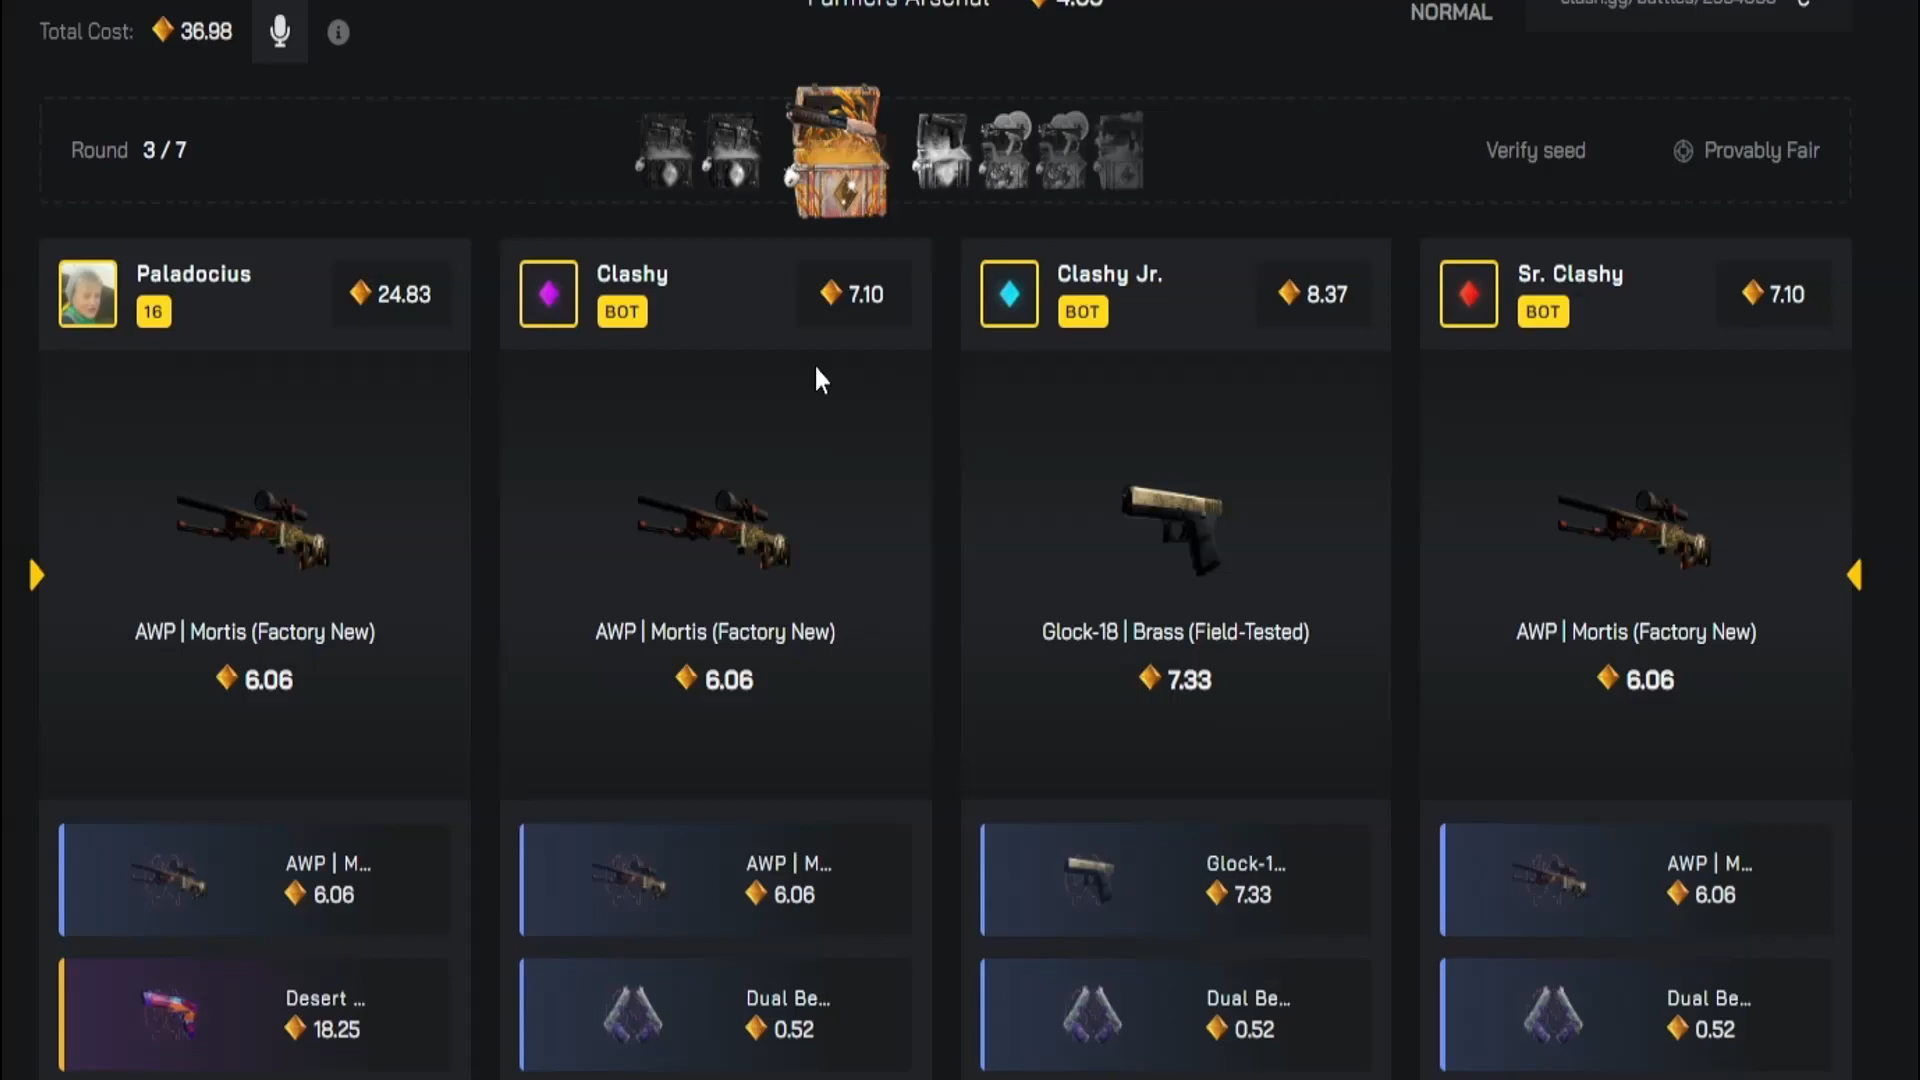 Total Cost: 36.98
Farmers Arsenal 4.85
NORMAL
Round 3 / 7
Verify seed
Provably Fair
Paladocius
16
24.83
Clashy
BOT
7.10
Clashy Jr.
BOT
8.37
Sr. Clashy
BOT
7.10
AWP | Mortis (Factory New)
6.06
AWP | Mortis (Factory New)
6.06
Glock-18 | Brass (Field-Tested)
7.33
AWP | Mortis (Factory New)
6.06
AWP | M...
6.06
AWP | M...
6.06
Glock-1...
7.33
AWP | M...
6.06
Desert ...
18.25
Dual Be...
0.52
Dual Be...
0.52
Dual Be...
0.52